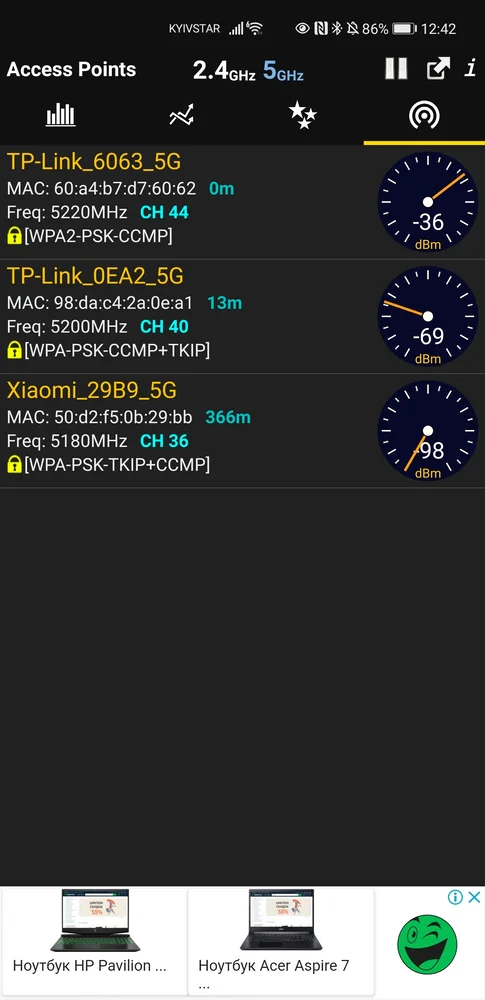 KYIVSTAR 6 86% 12:42
Access Points 2.4GHz 5GHz i
TP-Link_6063_5G
MAC: 60:a4:b7:d7:60:62 0m
Freq: 5220MHz CH 44
[WPA2-PSK-CCMP]
-36
dBm
TP-Link_0EA2_5G
MAC: 98:da:c4:2a:0e:a1 13m
Freq: 5200MHz CH 40
[WPA-PSK-CCMP+TKIP]
-69
dBm
Xiaomi_29B9_5G
MAC: 50:d2:f5:0b:29:bb 366m
Freq: 5180MHz CH 36
[WPA-PSK-TKIP+CCMP]
-98
dBm
Ноутбук HP Pavilion ...
Ноутбук Acer Aspire 7
...